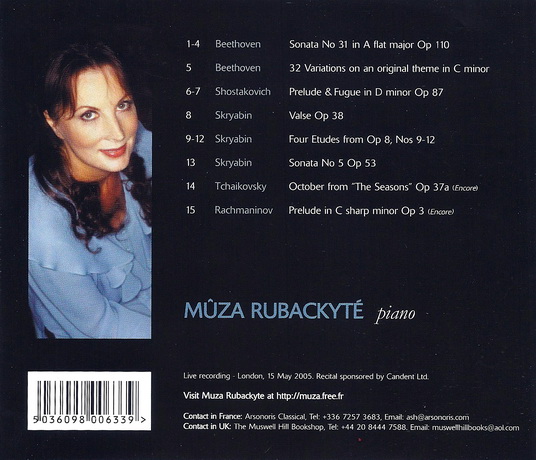 1-4 Beethoven Sonata No 31 in A flat major Op 110
5 Beethoven 32 Variations on an original theme in C minor
6-7 Shostakovich Prelude & Fugue in D minor Op 87
8 Skryabin Valse Op 38
9-12 Skryabin Four Etudes from Op 8, Nos 9-12
13 Skryabin Sonata No 5 Op 53
14 Tchaikovsky October from "The Seasons" Op 37a (Encore)
15 Rachmaninov Prelude in C sharp minor Op 3 (Encore)
MÛZA RUBACKYTÉ piano
Live recording - London, 15 May 2005. Recital sponsored by Candent Ltd.
Visit Muza Rubackyte at http://muza.free.fr
Contact in France: Arsonoris Classical, Tel: +336 7257 3683, Email: ash@arsonoris.com
Contact in UK: The Muswell Hill Bookshop, Tel: +44 20 8444 7588. Email: muswellhillbooks@aol.com
5 036098 006339 >